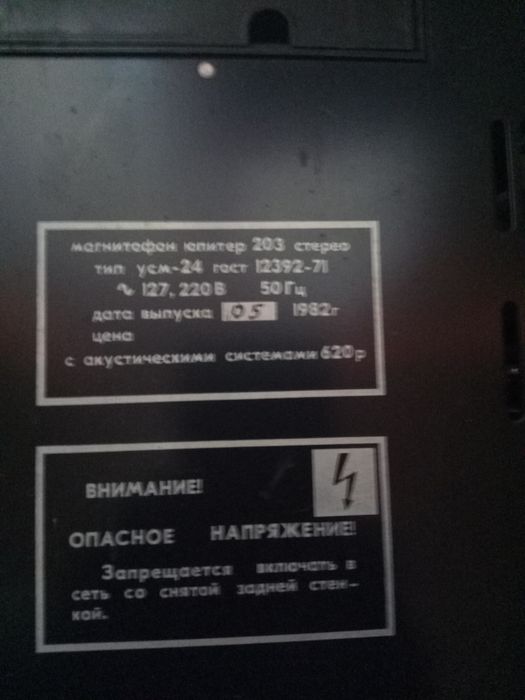 магнитофон юпитер 203 стерео
тип усм-24 гост 12392-71
~ 127, 220 В 50 Гц
дата выпуска 05 1982г
цена
с акустическими системами 620р
ВНИМАНИЕ!
ОПАСНОЕ НАПРЯЖЕНИЕ!
Запрещается включать в
сеть со снятой задней стен-
кой.